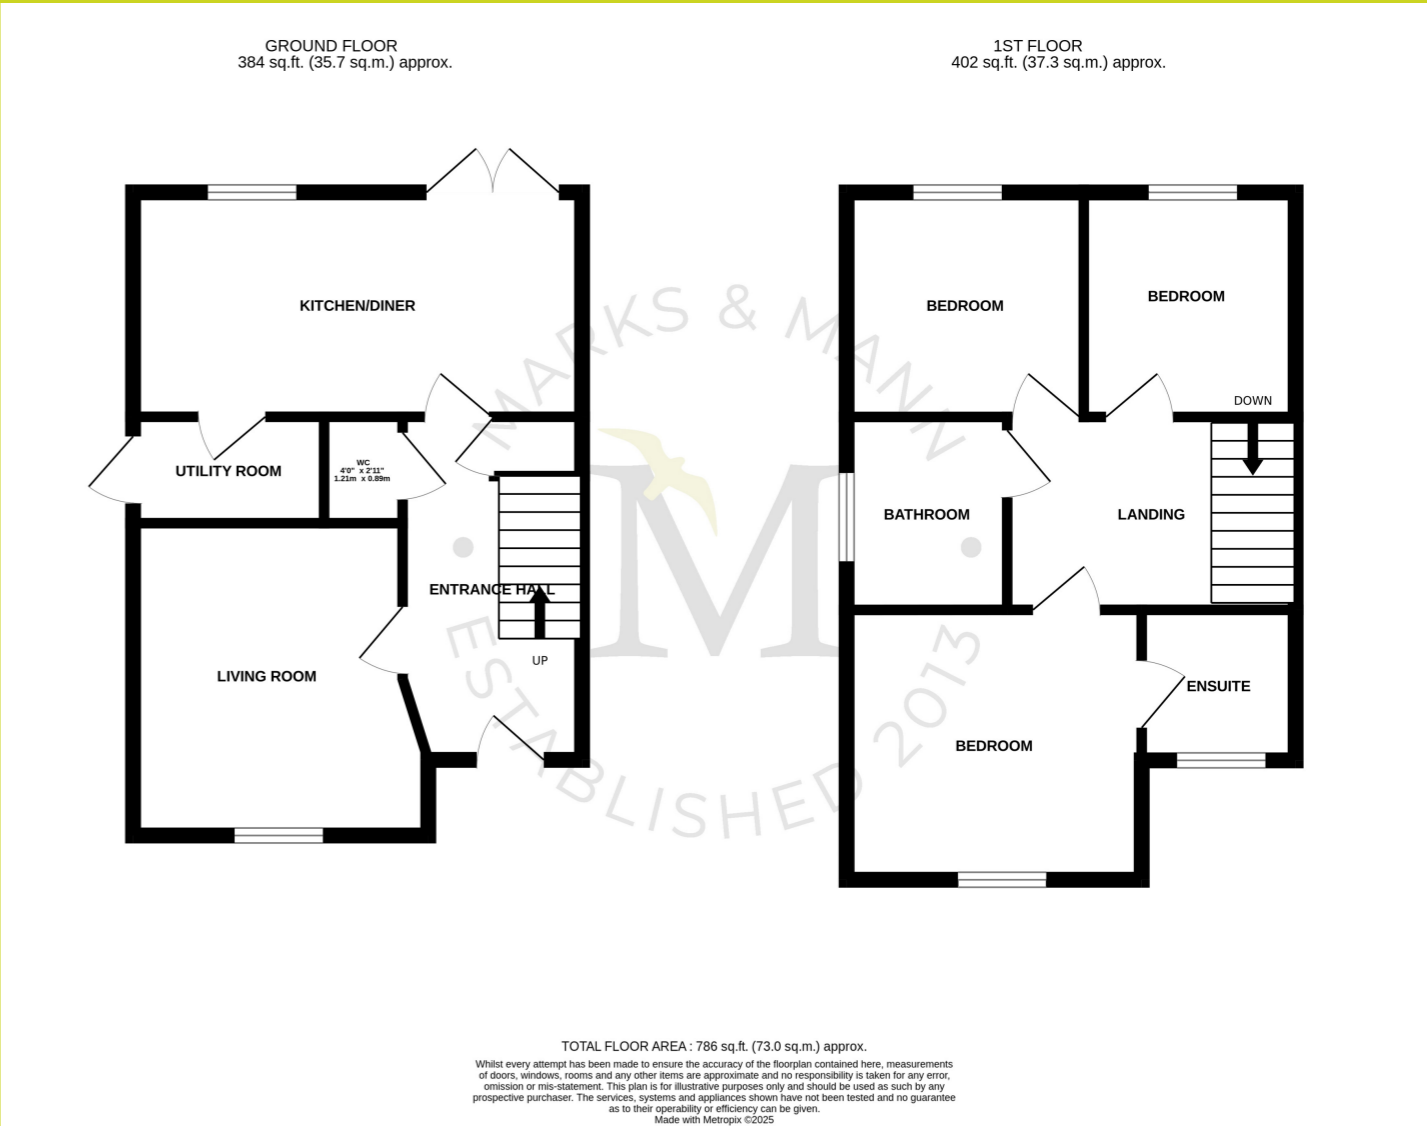 GROUND FLOOR
384 sq.ft. (35.7 sq.m.) approx.
1ST FLOOR
402 sq.ft. (37.3 sq.m.) approx.
KITCHEN/DINER
UTILITY ROOM
WC
4'0" x 2'11"
1.21m x 0.89m
ENTRANCE HALL
LIVING ROOM
UP
BEDROOM
BEDROOM
DOWN
BATHROOM
LANDING
ENSUITE
BEDROOM
MARKS & MANN
M
ESTABLISHED 2013
TOTAL FLOOR AREA : 786 sq.ft. (73.0 sq.m.) approx.
Whilst every attempt has been made to ensure the accuracy of the floorplan contained here, measurements
of doors, windows, rooms and any other items are approximate and no responsibility is taken for any error,
omission or mis-statement. This plan is for illustrative purposes only and should be used as such by any
prospective purchaser. The services, systems and appliances shown have not been tested and no guarantee
as to their operability or efficiency can be given.
Made with Metropix ©2025